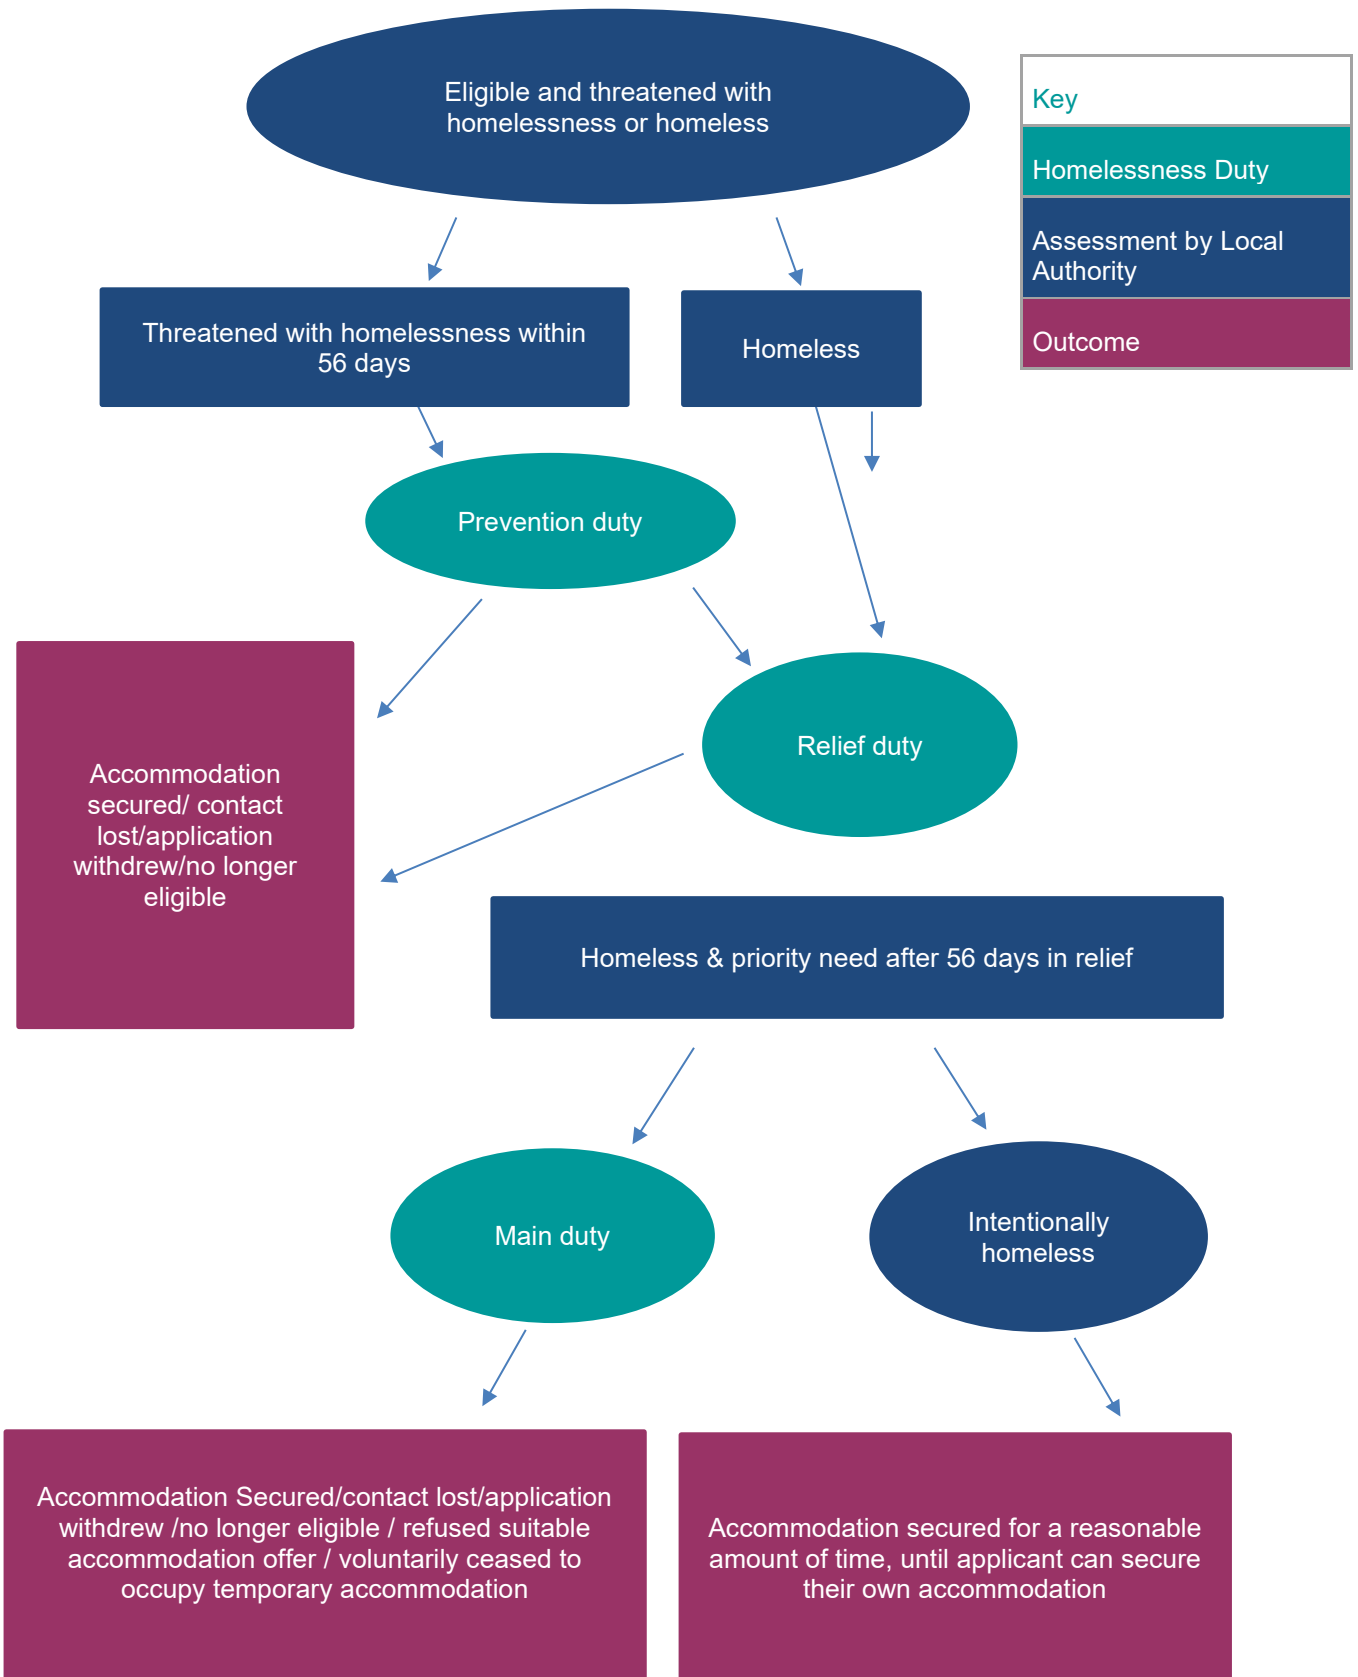 Eligible and threatened with
homelessness or homeless
Key
Homelessness Duty
Assessment by Local
Authority
Outcome
Threatened with homelessness within
56 days
Homeless
Prevention duty
Relief duty
Accommodation
secured/ contact
lost/application
withdrew/no longer
eligible
Homeless & priority need after 56 days in relief
Main duty
Intentionally
homeless
Accommodation Secured/contact lost/application
withdrew /no longer eligible / refused suitable
accommodation offer / voluntarily ceased to
occupy temporary accommodation
Accommodation secured for a reasonable
amount of time, until applicant can secure
their own accommodation